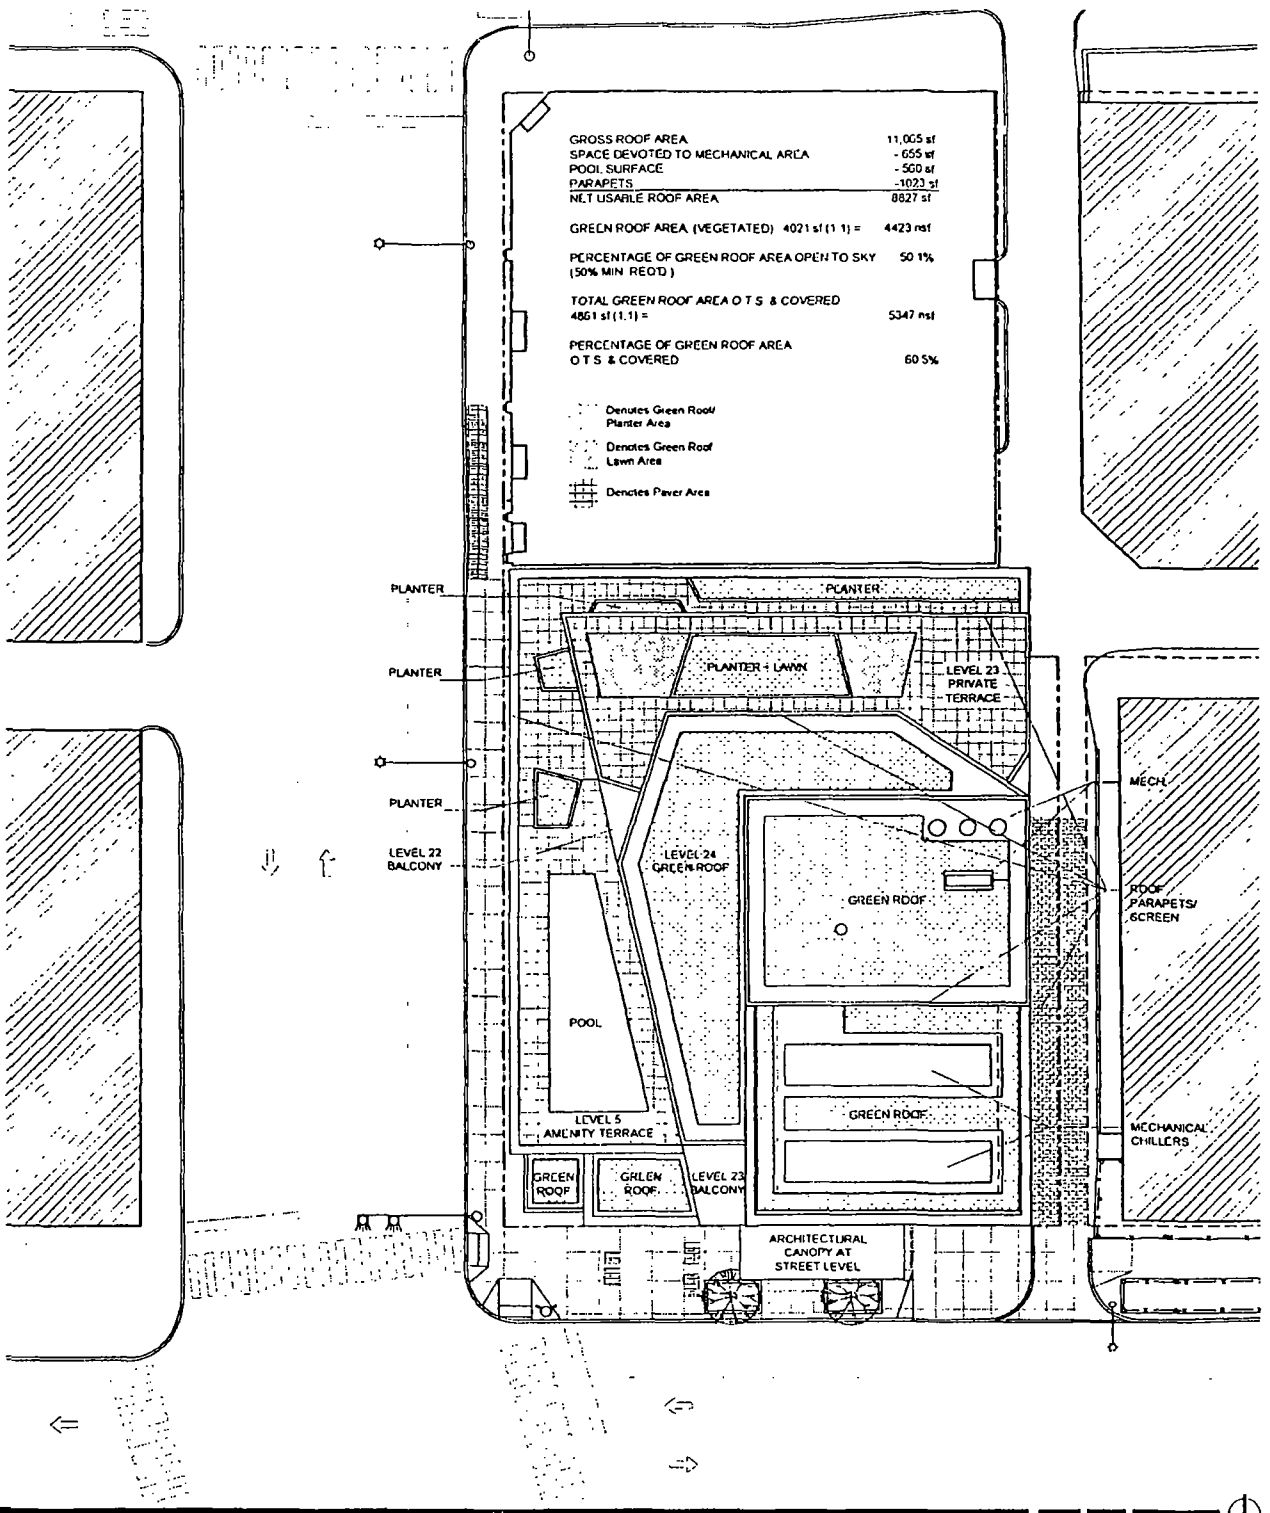 GROSS ROOF AREA 11,065 sf
SPACE DEVOTED TO MECHANICAL AREA - 655 sf
POOL SURFACE - 560 sf
PARAPETS -1023 sf
NET USABLE ROOF AREA 8827 sf
GREEN ROOF AREA (VEGETATED) 4021 sf (1.1) = 4423 nsf
PERCENTAGE OF GREEN ROOF AREA OPEN TO SKY 50.1%
(50% MIN REQ'D)
TOTAL GREEN ROOF AREA O T S & COVERED
4861 sf (1.1) = 5347 nsf
PERCENTAGE OF GREEN ROOF AREA
O T S & COVERED 60.5%
Denotes Green Roof/
Planter Area
Denotes Green Roof
Lawn Area
Denotes Paver Area
PLANTER
PLANTER
PLANTER
PLANTER - LAWN
LEVEL 23
PRIVATE
TERRACE
MECH.
PLANTER
LEVEL 22
BALCONY
LEVEL 24
GREEN ROOF
GREEN ROOF
ROOF
PARAPETS/
SCREEN
POOL
GREEN ROOF
MECHANICAL
CHILLERS
LEVEL 5
AMENITY TERRACE
GREEN
ROOF
GREEN
ROOF
LEVEL 23
BALCONY
ARCHITECTURAL
CANOPY AT
STREET LEVEL